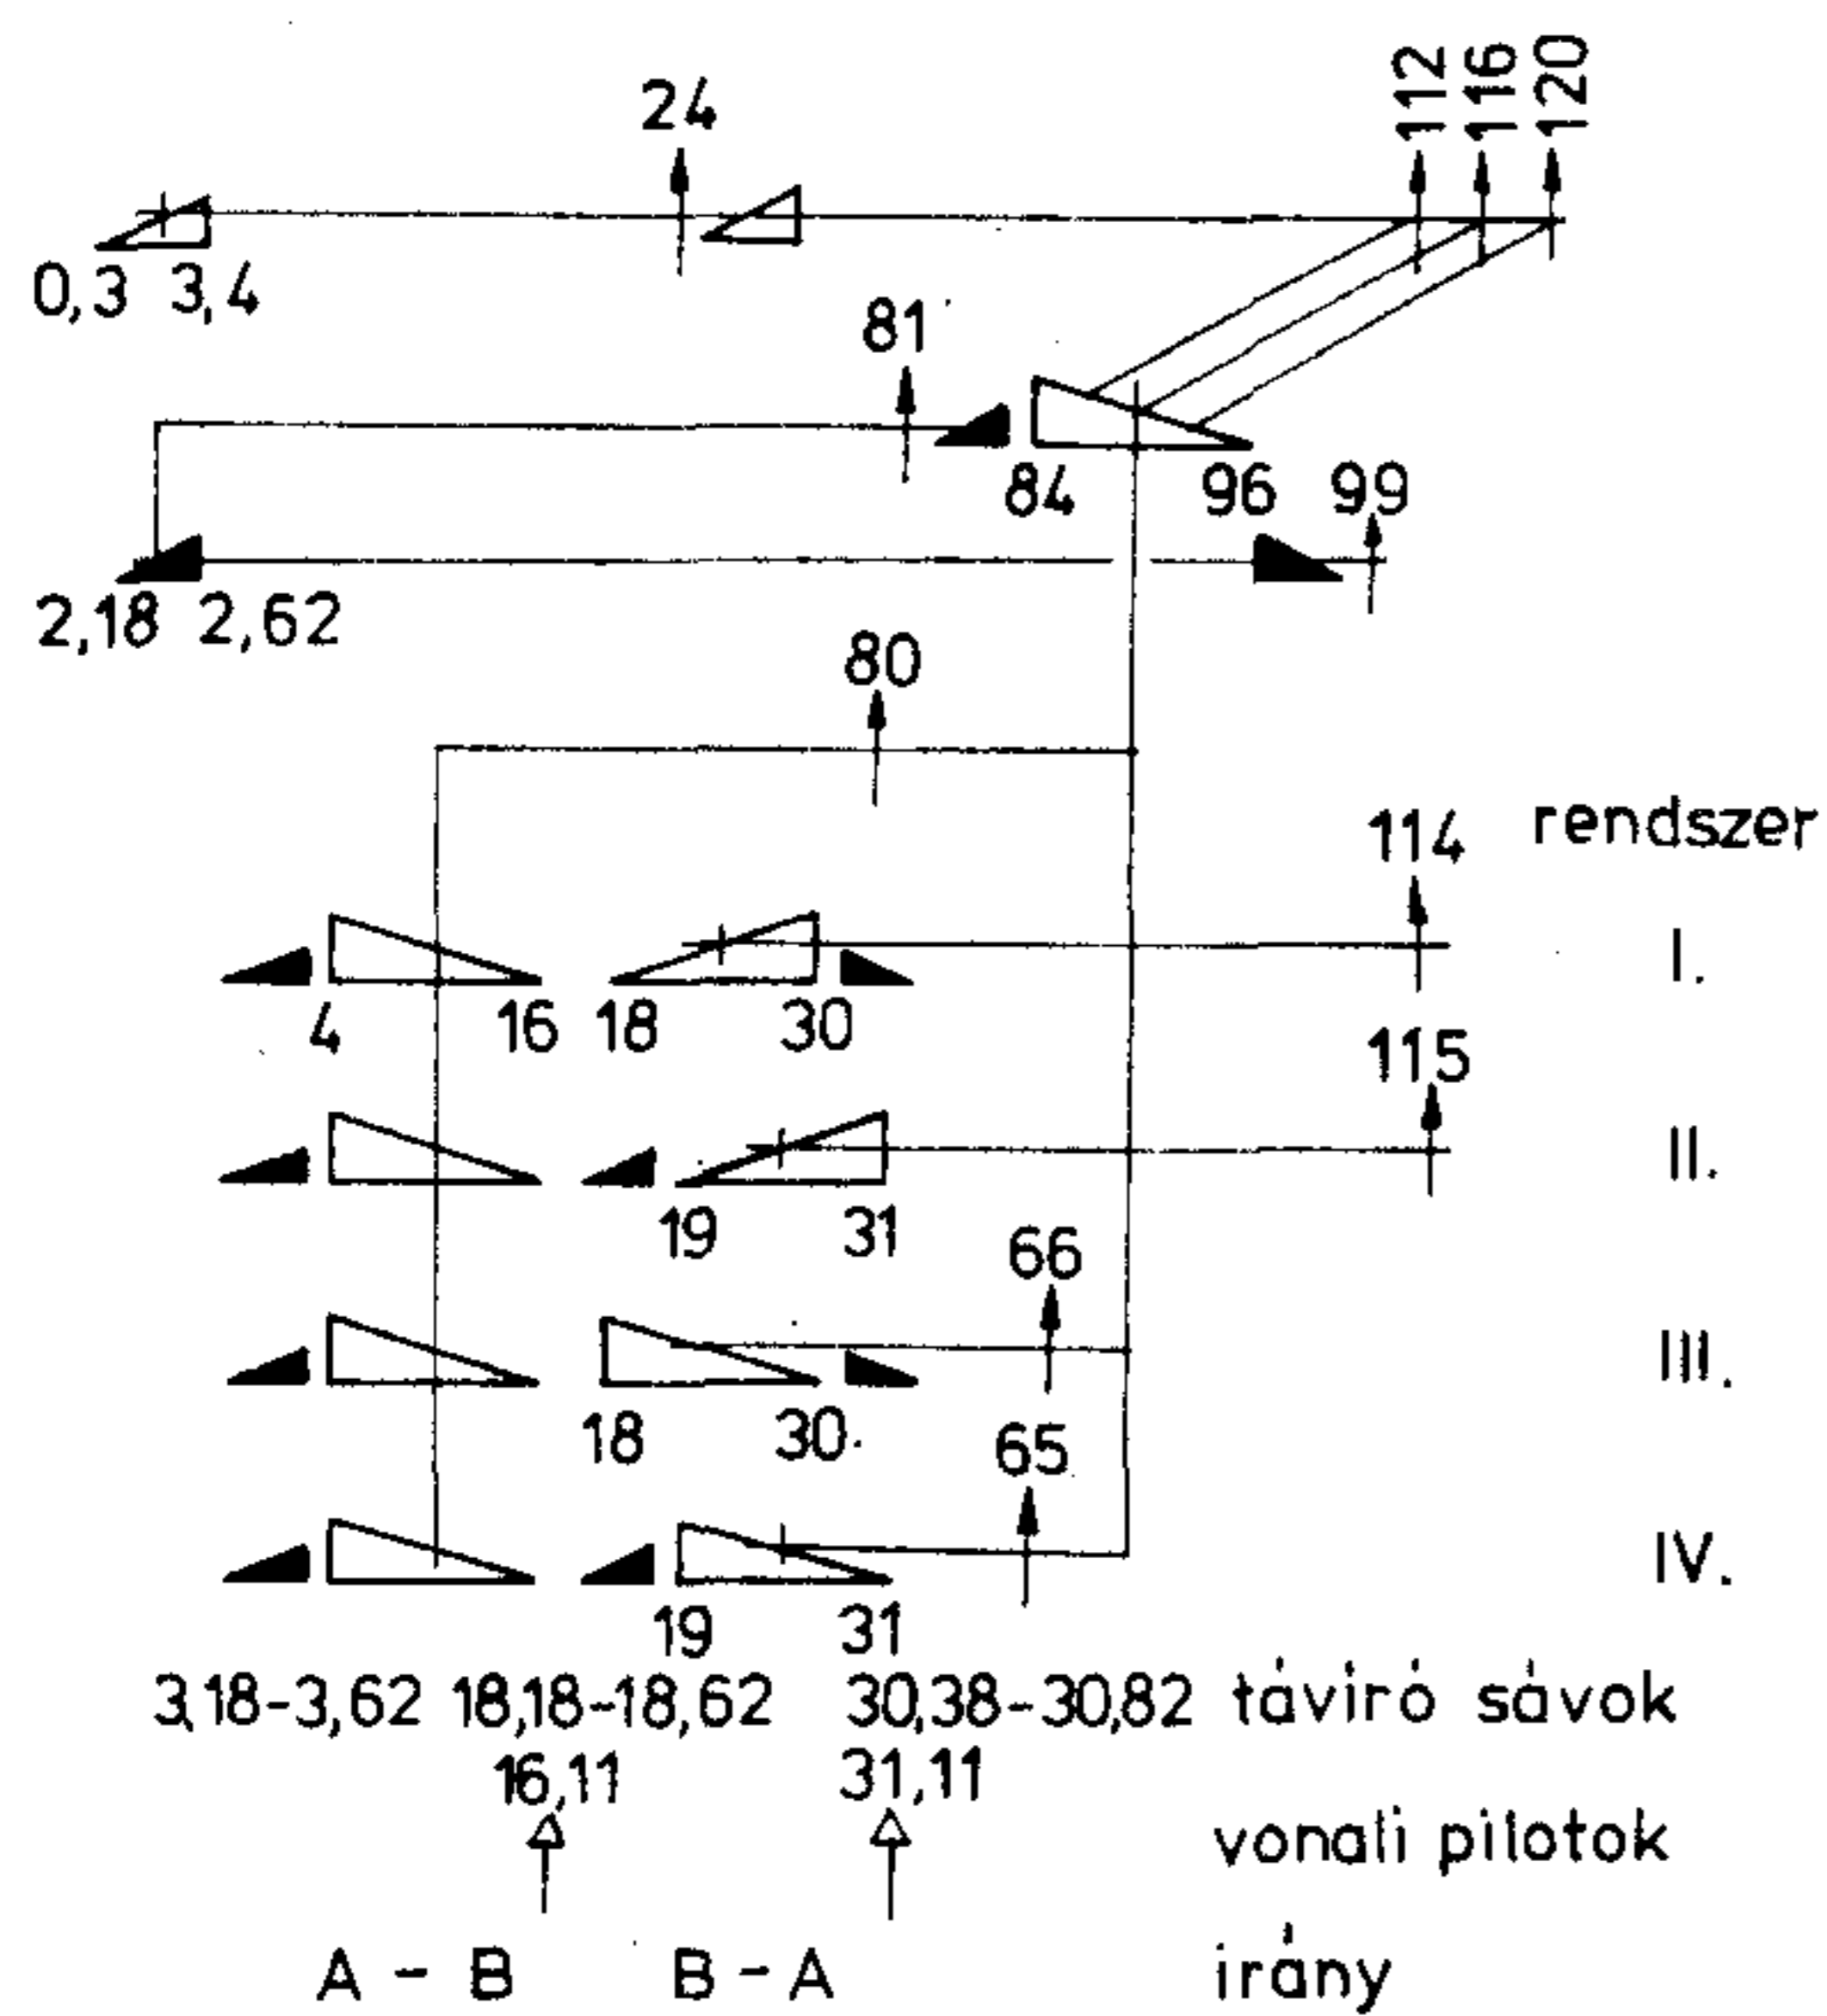 24 112 116 120
0,3 3,4
81
84 96 99
2,18 2,62
80
114 rendszer
I.
4 16 18 30
115
II.
19 31
66
III.
18 30.
65
IV.
19 31
3,18-3,62 18,18-18,62 30,38-30,82 táviró sávok
16,11 31,11
vonali pilotok
A - B B - A irány